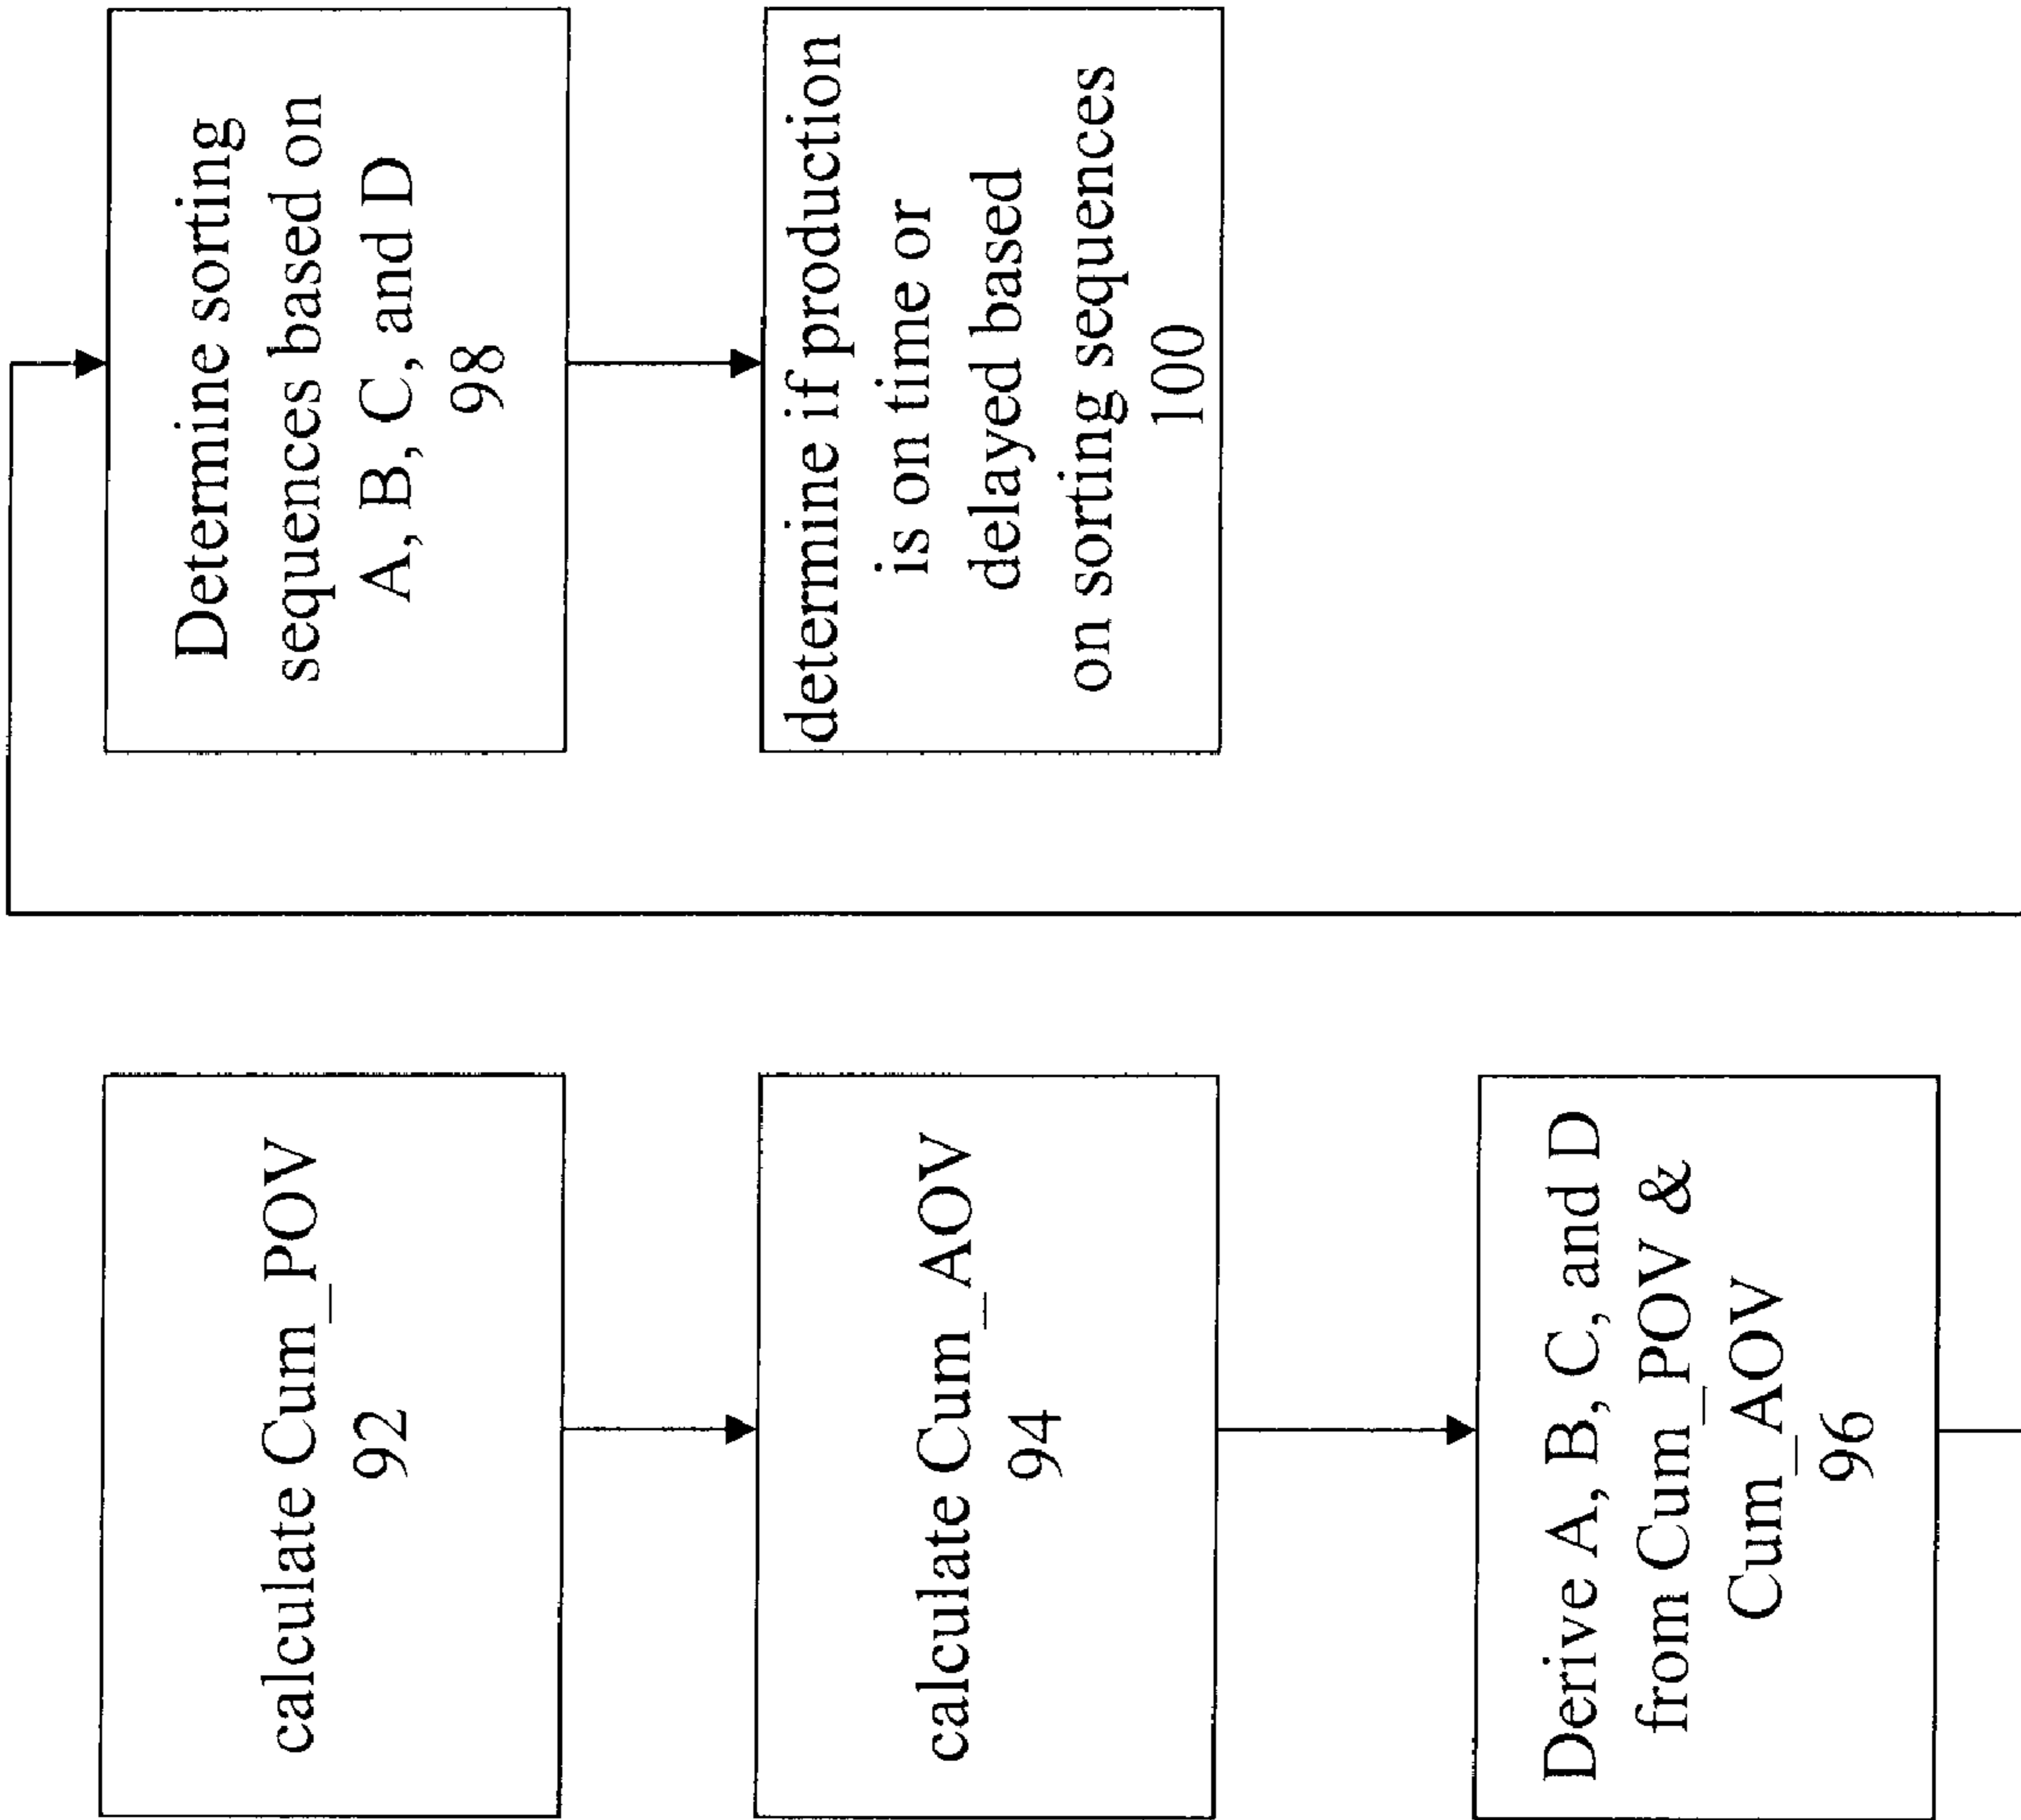 calculate Cum_POV
92
calculate Cum_AOV
94
Derive A, B, C, and D
from Cum_POV &
Cum_AOV
96
Determine sorting
sequences based on
A, B, C, and D
98
determine if production
is on time or
delayed based
on sorting sequences
100